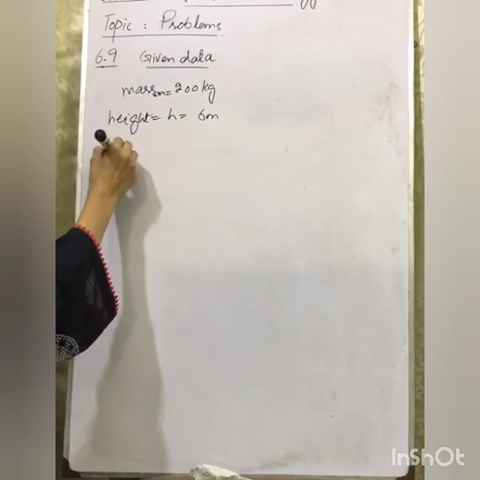 Topic : Problems
6.9 Given data
mass=m=200kg
height= h= 6m
InShOt